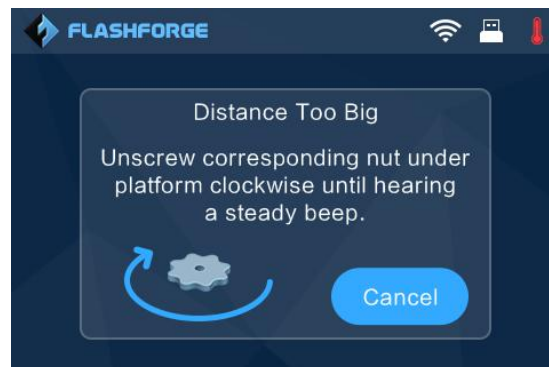 FLASHFORGE
Distance Too Big
Unscrew corresponding nut under
platform clockwise until hearing
a steady beep.
Cancel